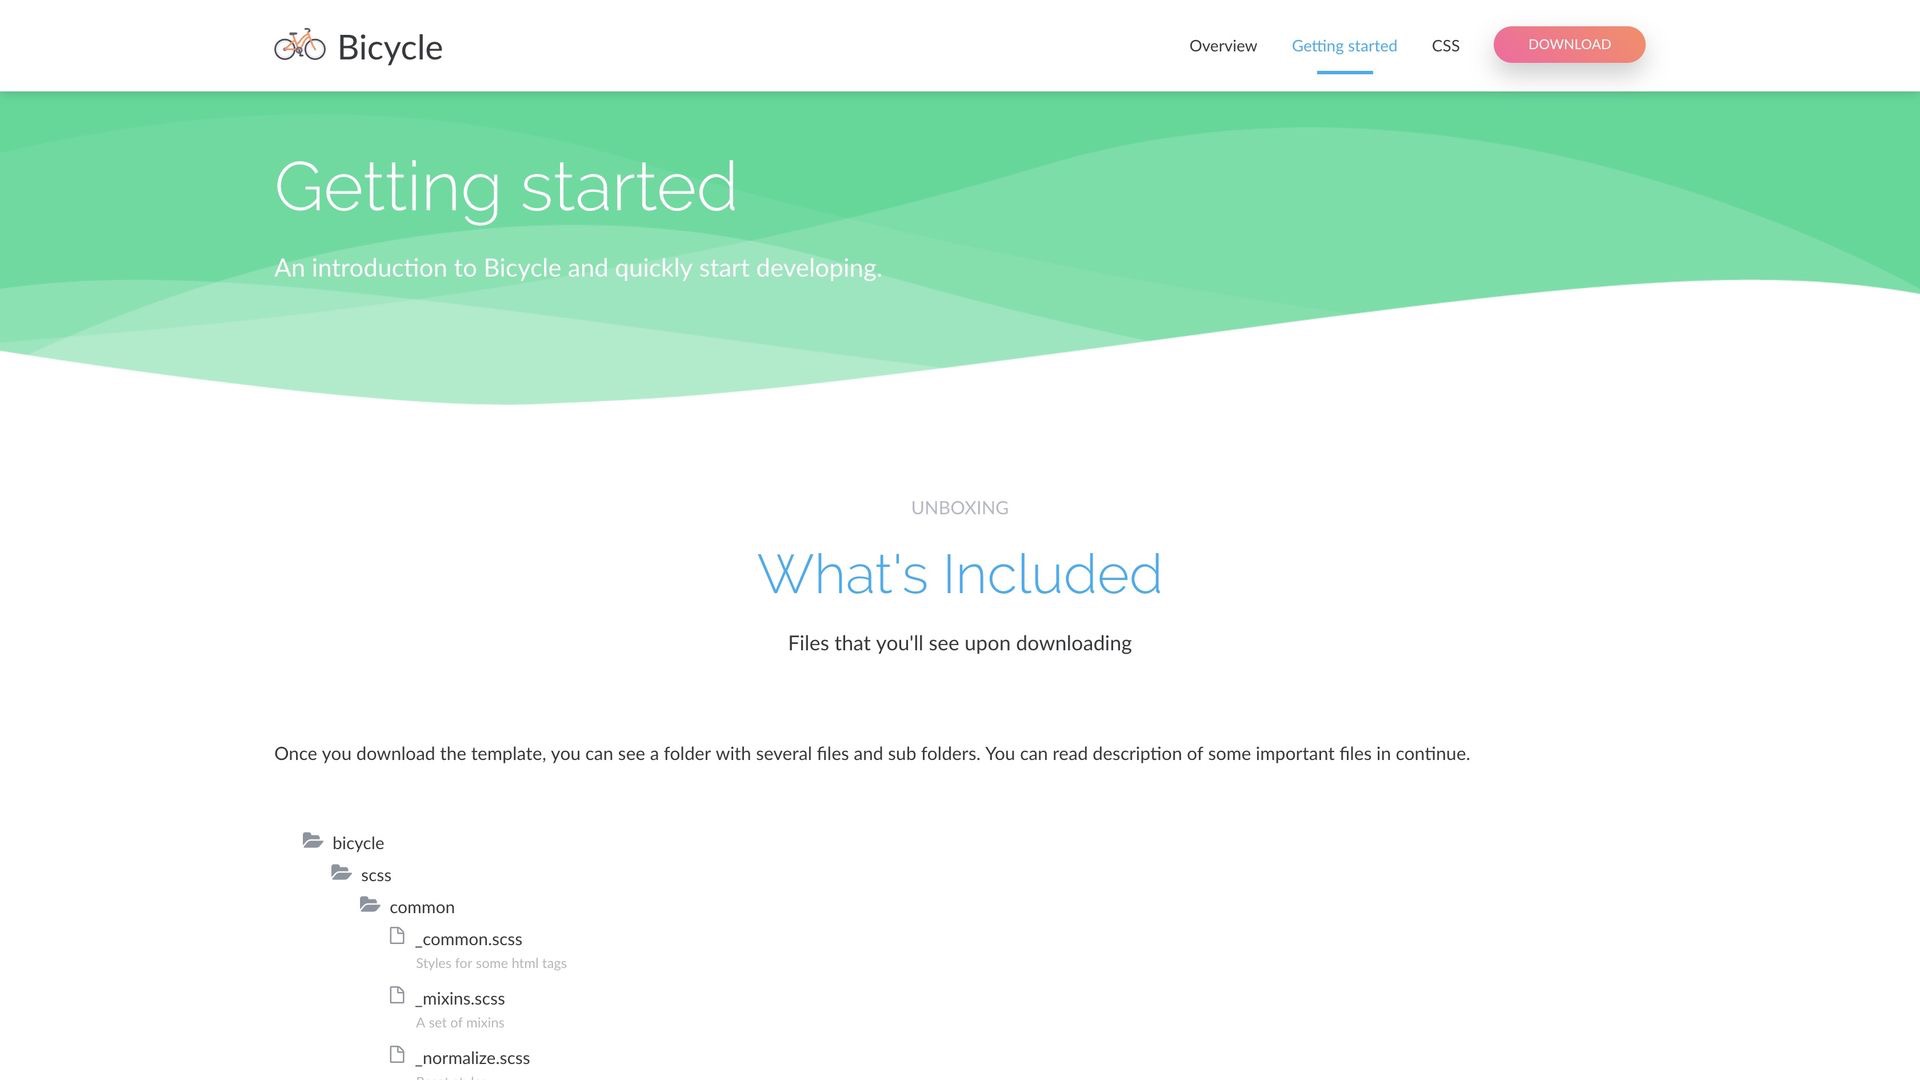 Bicycle
Overview Getting started CSS DOWNLOAD
Getting started
An introduction to Bicycle and quickly start developing.
UNBOXING
What's Included
Files that you'll see upon downloading
Once you download the template, you can see a folder with several files and sub folders. You can read description of some important files in continue.
bicycle
scss
common
_common.scss
Styles for some html tags
_mixins.scss
A set of mixins
_normalize.scss